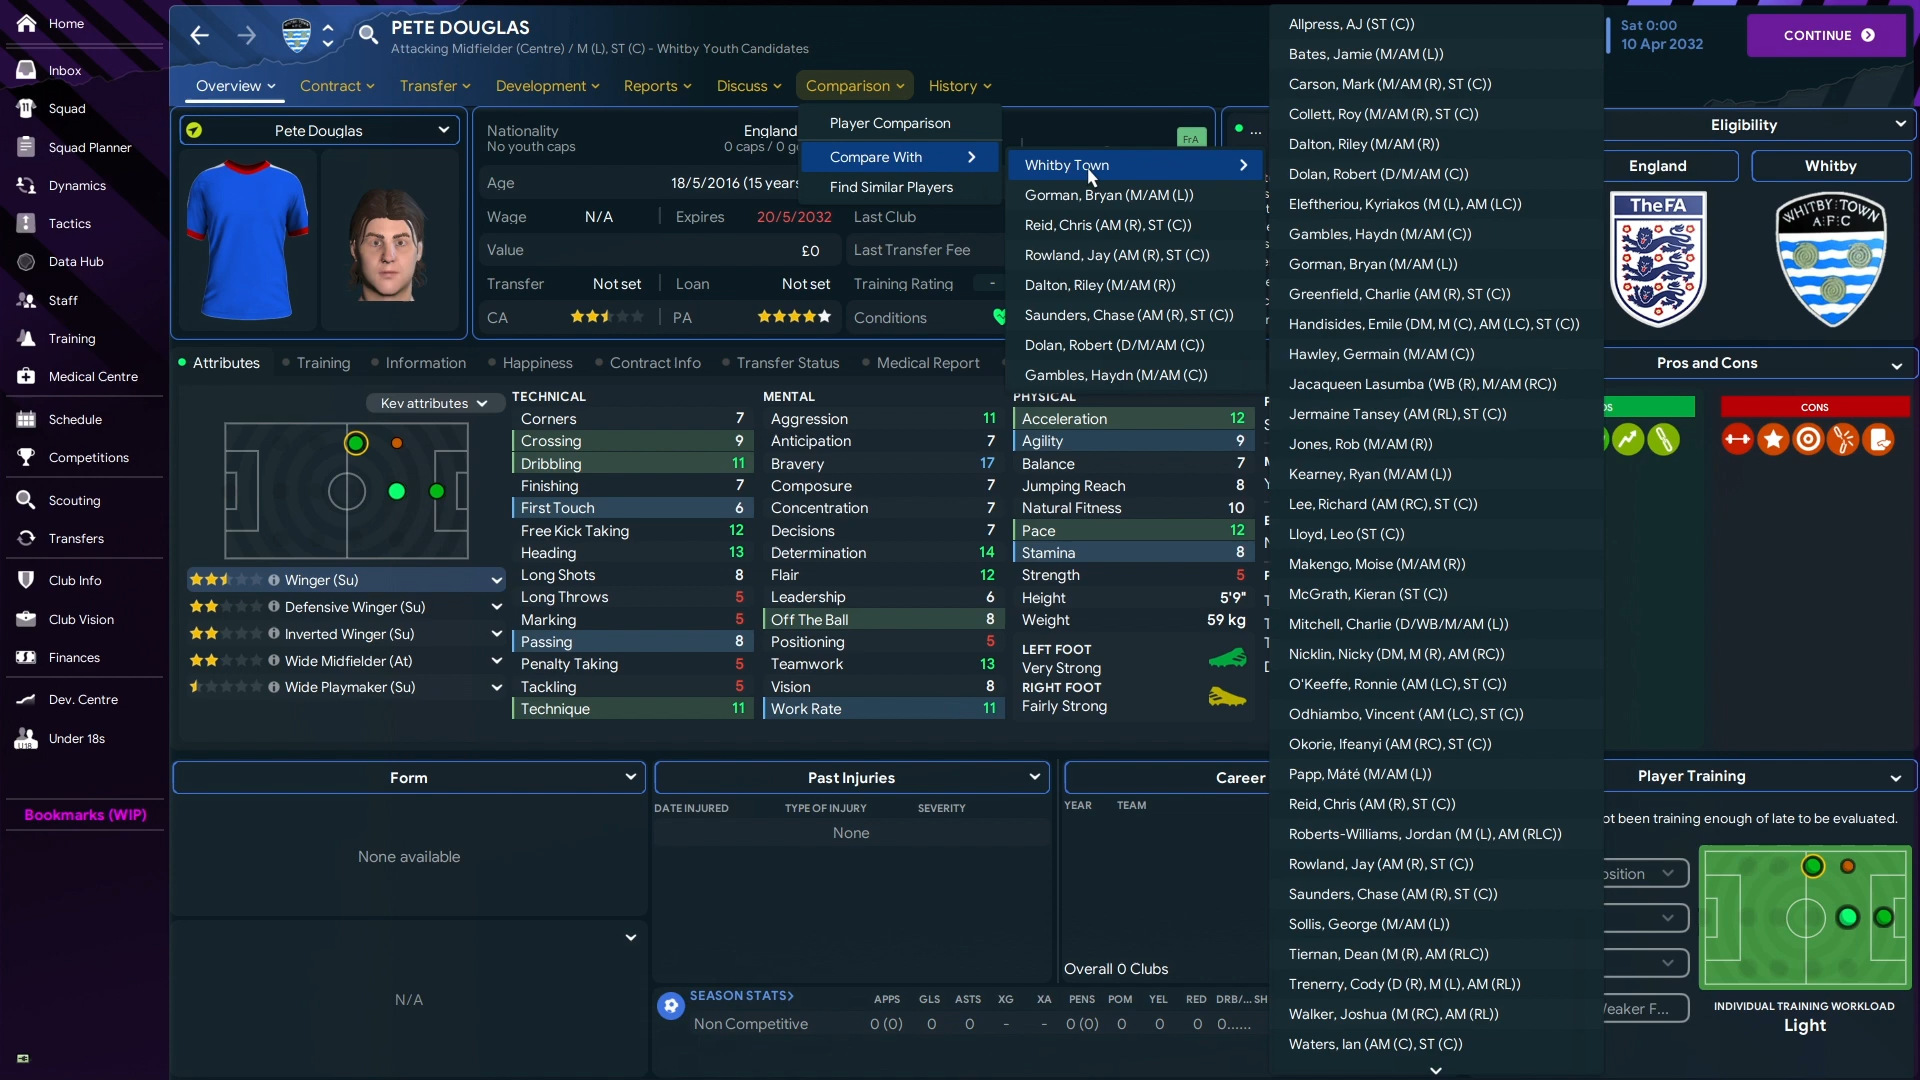 Home
Inbox
Squad
Squad Planner
Dynamics
Tactics
Data Hub
Staff
Training
Medical Centre
Schedule
Competitions
Scouting
Transfers
Club Info
Club Vision
Finances
Dev. Centre
Under 18s
Bookmarks (WIP)
PETE DOUGLAS
Attacking Midfielder (Centre) / M (L), ST (C) - Whitby Youth Candidates
Sat 0:00
10 Apr 2032
CONTINUE
Overview
Contract
Transfer
Development
Reports
Discuss
Comparison
History
Player Comparison
Compare With
Find Similar Players
Whitby Town
Gorman, Bryan (M/AM (L))
Reid, Chris (AM (R), ST (C))
Rowland, Jay (AM (R), ST (C))
Dalton, Riley (M/AM (R))
Saunders, Chase (AM (R), ST (C))
Dolan, Robert (D/M/AM (C))
Gambles, Haydn (M/AM (C))
Allpress, AJ (ST (C))
Bates, Jamie (M/AM (L))
Carson, Mark (M/AM (R), ST (C))
Collett, Roy (M/AM (R), ST (C))
Dalton, Riley (M/AM (R))
Dolan, Robert (D/M/AM (C))
Eleftheriou, Kyriakos (M (L), AM (LC))
Gambles, Haydn (M/AM (C))
Gorman, Bryan (M/AM (L))
Greenfield, Charlie (AM (R), ST (C))
Handisides, Emile (DM, M (C), AM (LC), ST (C))
Hawley, Germain (M/AM (C))
Jacaqueen Lasumba (WB (R), M/AM (RC))
Jermaine Tansey (AM (RL), ST (C))
Jones, Rob (M/AM (R))
Kearney, Ryan (M/AM (L))
Lee, Richard (AM (RC), ST (C))
Lloyd, Leo (ST (C))
Makengo, Moise (M/AM (R))
McGrath, Kieran (ST (C))
Mitchell, Charlie (D/WB/M/AM (L))
Nicklin, Nicky (DM, M (R), AM (RC))
O'Keeffe, Ronnie (AM (LC), ST (C))
Odhiambo, Vincent (AM (LC), ST (C))
Okorie, Ifeanyi (AM (RC), ST (C))
Papp, Máté (M/AM (L))
Reid, Chris (AM (R), ST (C))
Roberts-Williams, Jordan (M (L), AM (RLC))
Rowland, Jay (AM (R), ST (C))
Saunders, Chase (AM (R), ST (C))
Sollis, George (M/AM (L))
Tiernan, Dean (M (R), AM (RLC))
Trenerry, Cody (D (R), M (L), AM (RL))
Walker, Joshua (M (RC), AM (RL))
Waters, Ian (AM (C), ST (C))
Pete Douglas
Nationality England
No youth caps 0 caps / 0 g
FrA
...
Age 18/5/2016 (15 years
Wage N/A Expires 20/5/2032 Last Club
Value £0 Last Transfer Fee
Transfer Not set Loan Not set Training Rating -
CA PA Conditions
Eligibility
England Whitby
The FA
WHITBY TOWN
A.F.C
Attributes
Training
Information
Happiness
Contract Info
Transfer Status
Medical Report
Pros and Cons
CONS
Key attributes
Winger (Su)
Defensive Winger (Su)
Inverted Winger (Su)
Wide Midfielder (At)
Wide Playmaker (Su)
TECHNICAL
Corners 7
Crossing 9
Dribbling 11
Finishing 7
First Touch 6
Free Kick Taking 12
Heading 13
Long Shots 8
Long Throws 5
Marking 5
Passing 8
Penalty Taking 5
Tackling 5
Technique 11
MENTAL
Aggression 11
Anticipation 7
Bravery 17
Composure 7
Concentration 7
Decisions 7
Determination 14
Flair 12
Leadership 6
Off The Ball 8
Positioning 5
Teamwork 13
Vision 8
Work Rate 11
PHYSICAL
Acceleration 12
Agility 9
Balance 7
Jumping Reach 8
Natural Fitness 10
Pace 12
Stamina 8
Strength 5
Height 5'9"
Weight 59 kg
LEFT FOOT
Very Strong
RIGHT FOOT
Fairly Strong
Form
None available
N/A
Past Injuries
DATE INJURED TYPE OF INJURY SEVERITY
None
Career
YEAR TEAM
Overall 0 Clubs
SEASON STATS> APPS GLS ASTS XG XA PENS POM YEL RED DRB/... SH
Non Competitive 0 (0) 0 0 - - 0 (0) 0 0 0 0......
Player Training
ot been training enough of late to be evaluated.
osition
eaker F...
INDIVIDUAL TRAINING WORKLOAD
Light